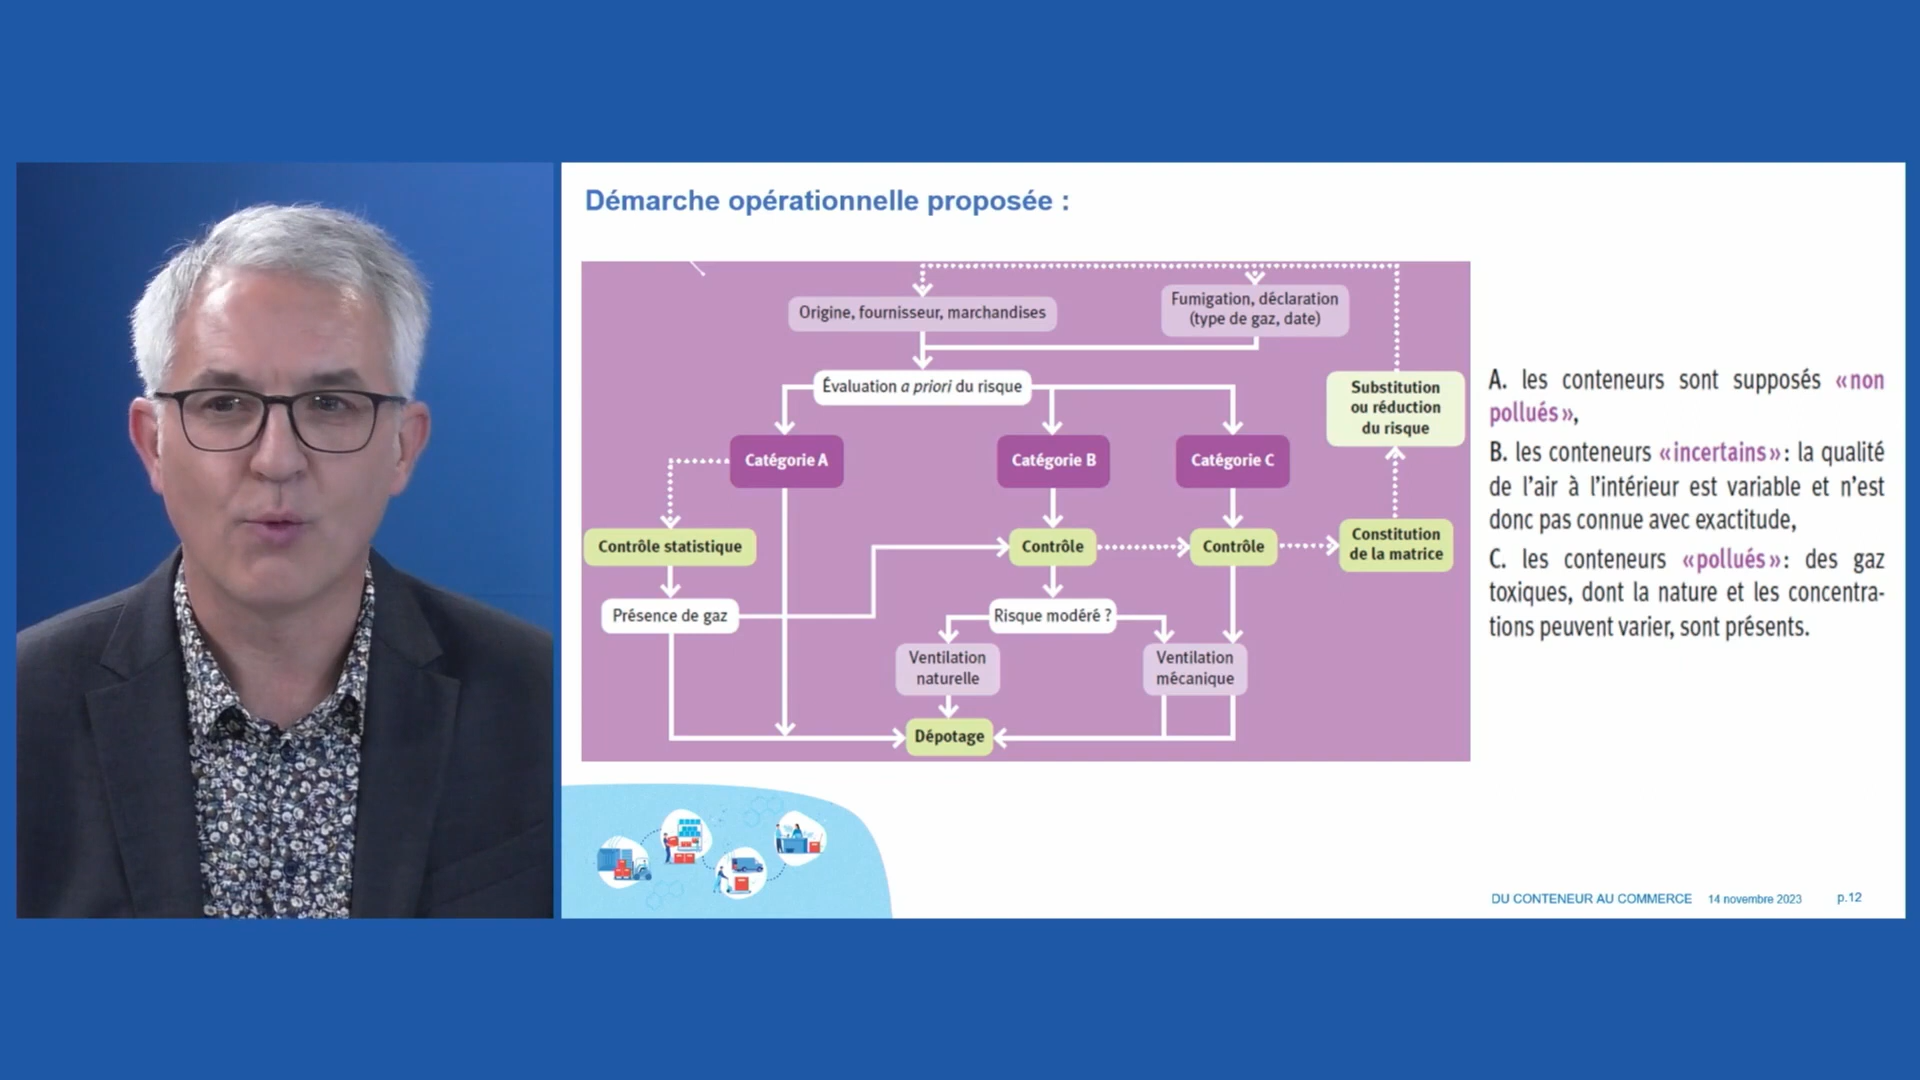 Démarche opérationnelle proposée :
Origine, fournisseur, marchandises
Fumigation, déclaration
(type de gaz, date)
Évaluation a priori du risque
Substitution
ou réduction
du risque
Catégorie A
Catégorie B
Catégorie C
Contrôle statistique
Contrôle
Contrôle
Constitution
de la matrice
Présence de gaz
Risque modéré ?
Ventilation
naturelle
Ventilation
mécanique
Dépotage
A. les conteneurs sont supposés «non
pollués»,
B. les conteneurs «incertains»: la qualité
de l'air à l'intérieur est variable et n'est
donc pas connue avec exactitude,
C. les conteneurs «pollués»: des gaz
toxiques, dont la nature et les concentra-
tions peuvent varier, sont présents.
DU CONTENEUR AU COMMERCE 14 novembre 2023 p.12